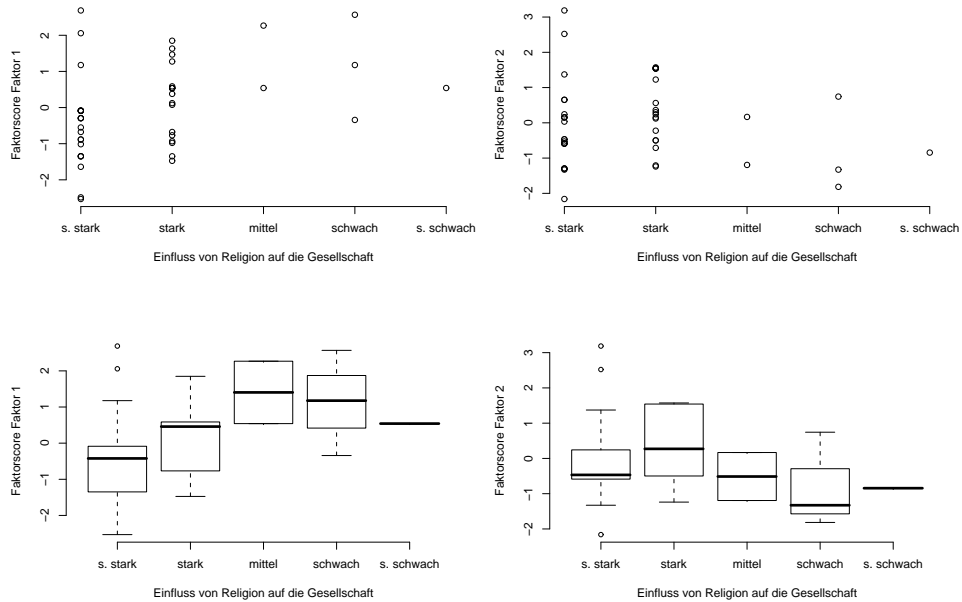 Faktorscore Faktor 1
2
1
0
−1
−2
s. stark stark mittel schwach s. schwach
Einfluss von Religion auf die Gesellschaft
Faktorscore Faktor 2
3
2
1
0
−1
−2
s. stark stark mittel schwach s. schwach
Einfluss von Religion auf die Gesellschaft
Faktorscore Faktor 1
2
1
0
−1
−2
s. stark stark mittel schwach s. schwach
Einfluss von Religion auf die Gesellschaft
Faktorscore Faktor 2
3
2
1
0
−1
−2
s. stark stark mittel schwach s. schwach
Einfluss von Religion auf die Gesellschaft